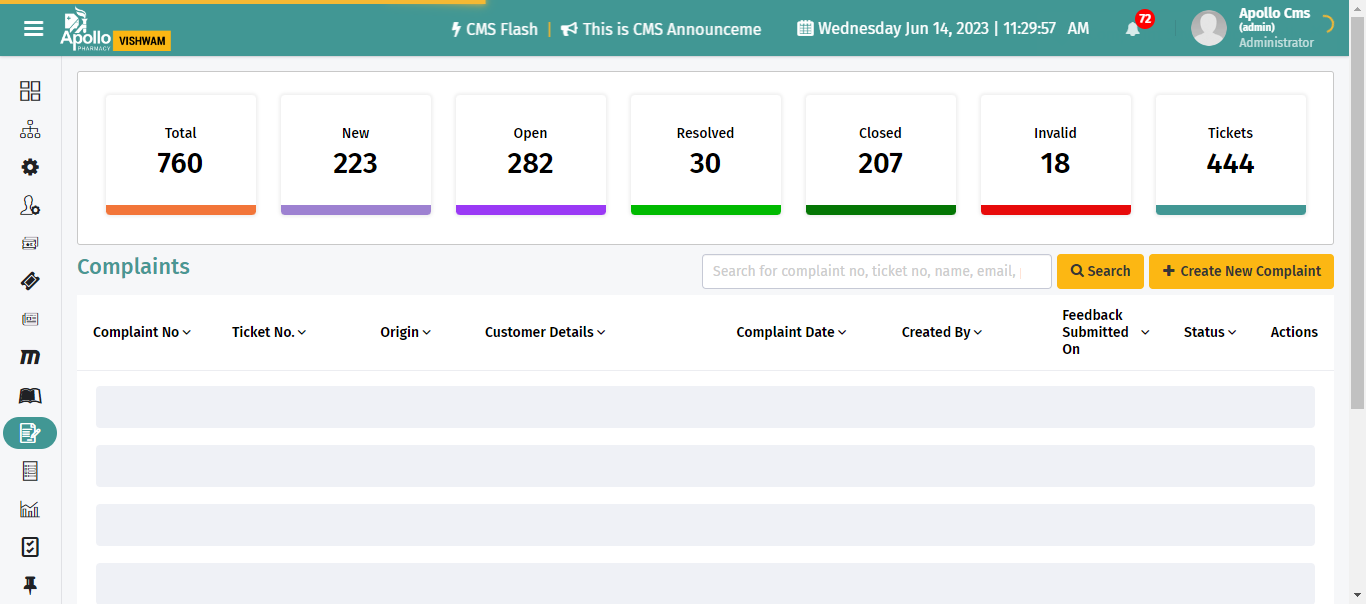 Apollo
PHARMACY
VISHWAM
CMS Flash | This is CMS Announceme
Wednesday Jun 14, 2023 | 11:29:57 AM
72
Apollo Cms
(admin)
Administrator
Total
760
New
223
Open
282
Resolved
30
Closed
207
Invalid
18
Tickets
444
Complaints
Search for complaint no, ticket no, name, email,
Search
Create New Complaint
Complaint No
Ticket No.
Origin
Customer Details
Complaint Date
Created By
Feedback
Submitted
On
Status
Actions